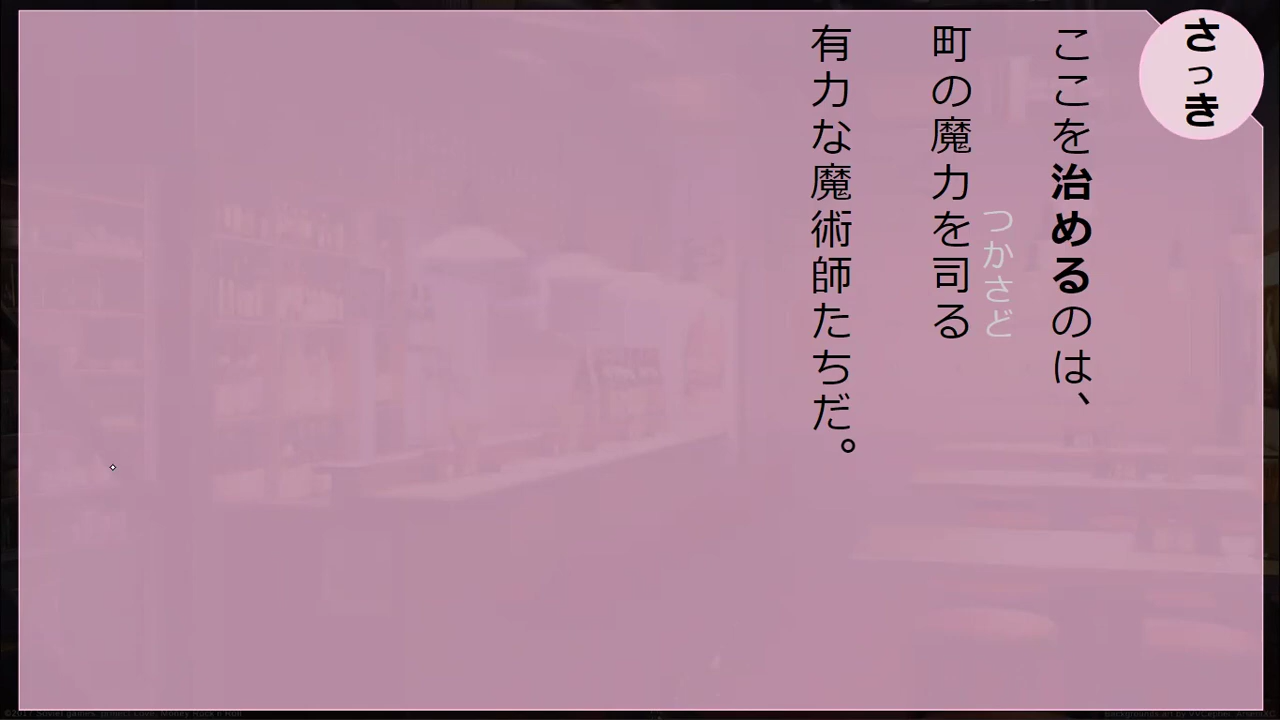 さっき
ここを治めるのは、
町の魔力を司る
つかさど
有力な魔術師たちだ。